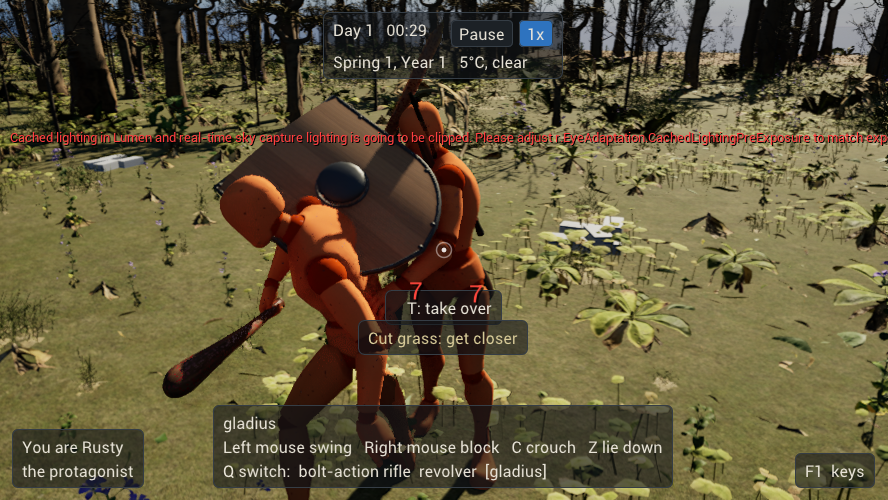 Day 1 00:29 Pause 1x
Spring 1, Year 1 5°C, clear
Cached lighting in Lumen and real-time sky capture lighting is going to be clipped. Please adjust r.EyeAdaptation.CachedLightingPreExposure to match exp
7 7
T: take over
Cut grass: get closer
gladius
Left mouse swing Right mouse block C crouch Z lie down
Q switch: bolt-action rifle revolver [gladius]
You are Rusty
the protagonist
F1 keys